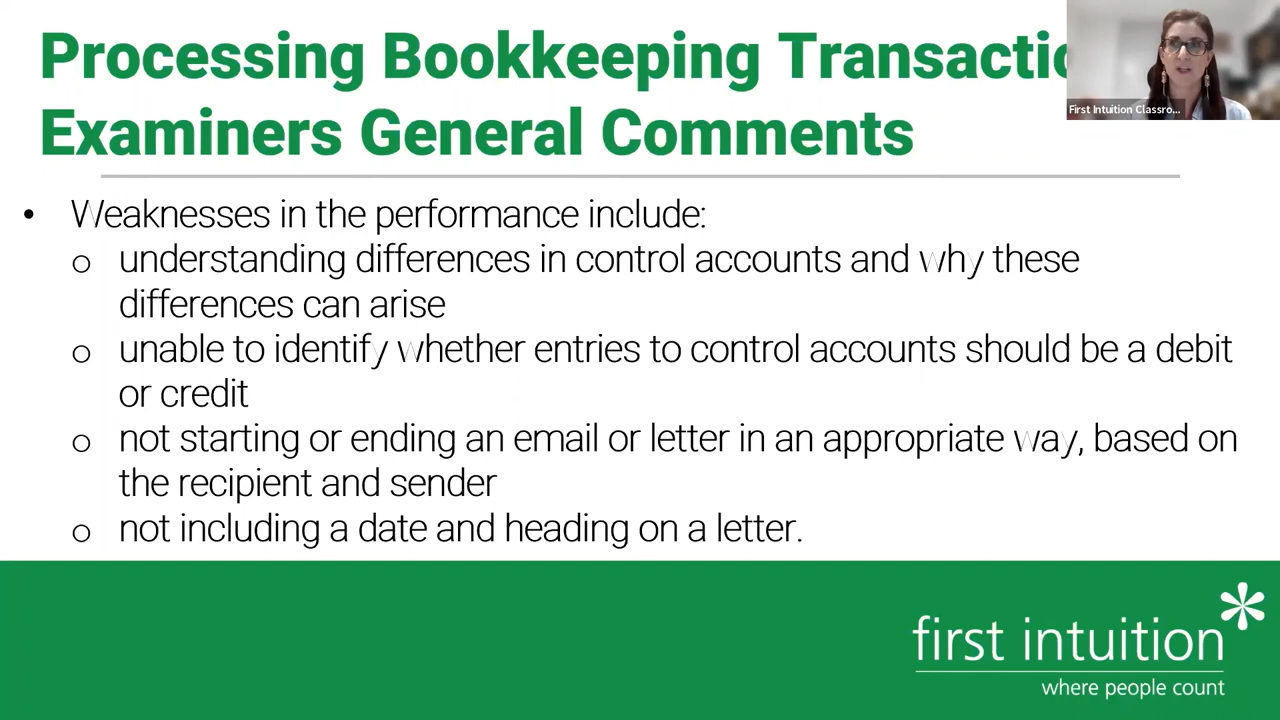 Processing Bookkeeping Transactio
Examiners General Comments
First Intuition Classro...
• Weaknesses in the performance include:
o understanding differences in control accounts and why these
differences can arise
o unable to identify whether entries to control accounts should be a debit
or credit
o not starting or ending an email or letter in an appropriate way, based on
the recipient and sender
o not including a date and heading on a letter.
first intuition
where people count